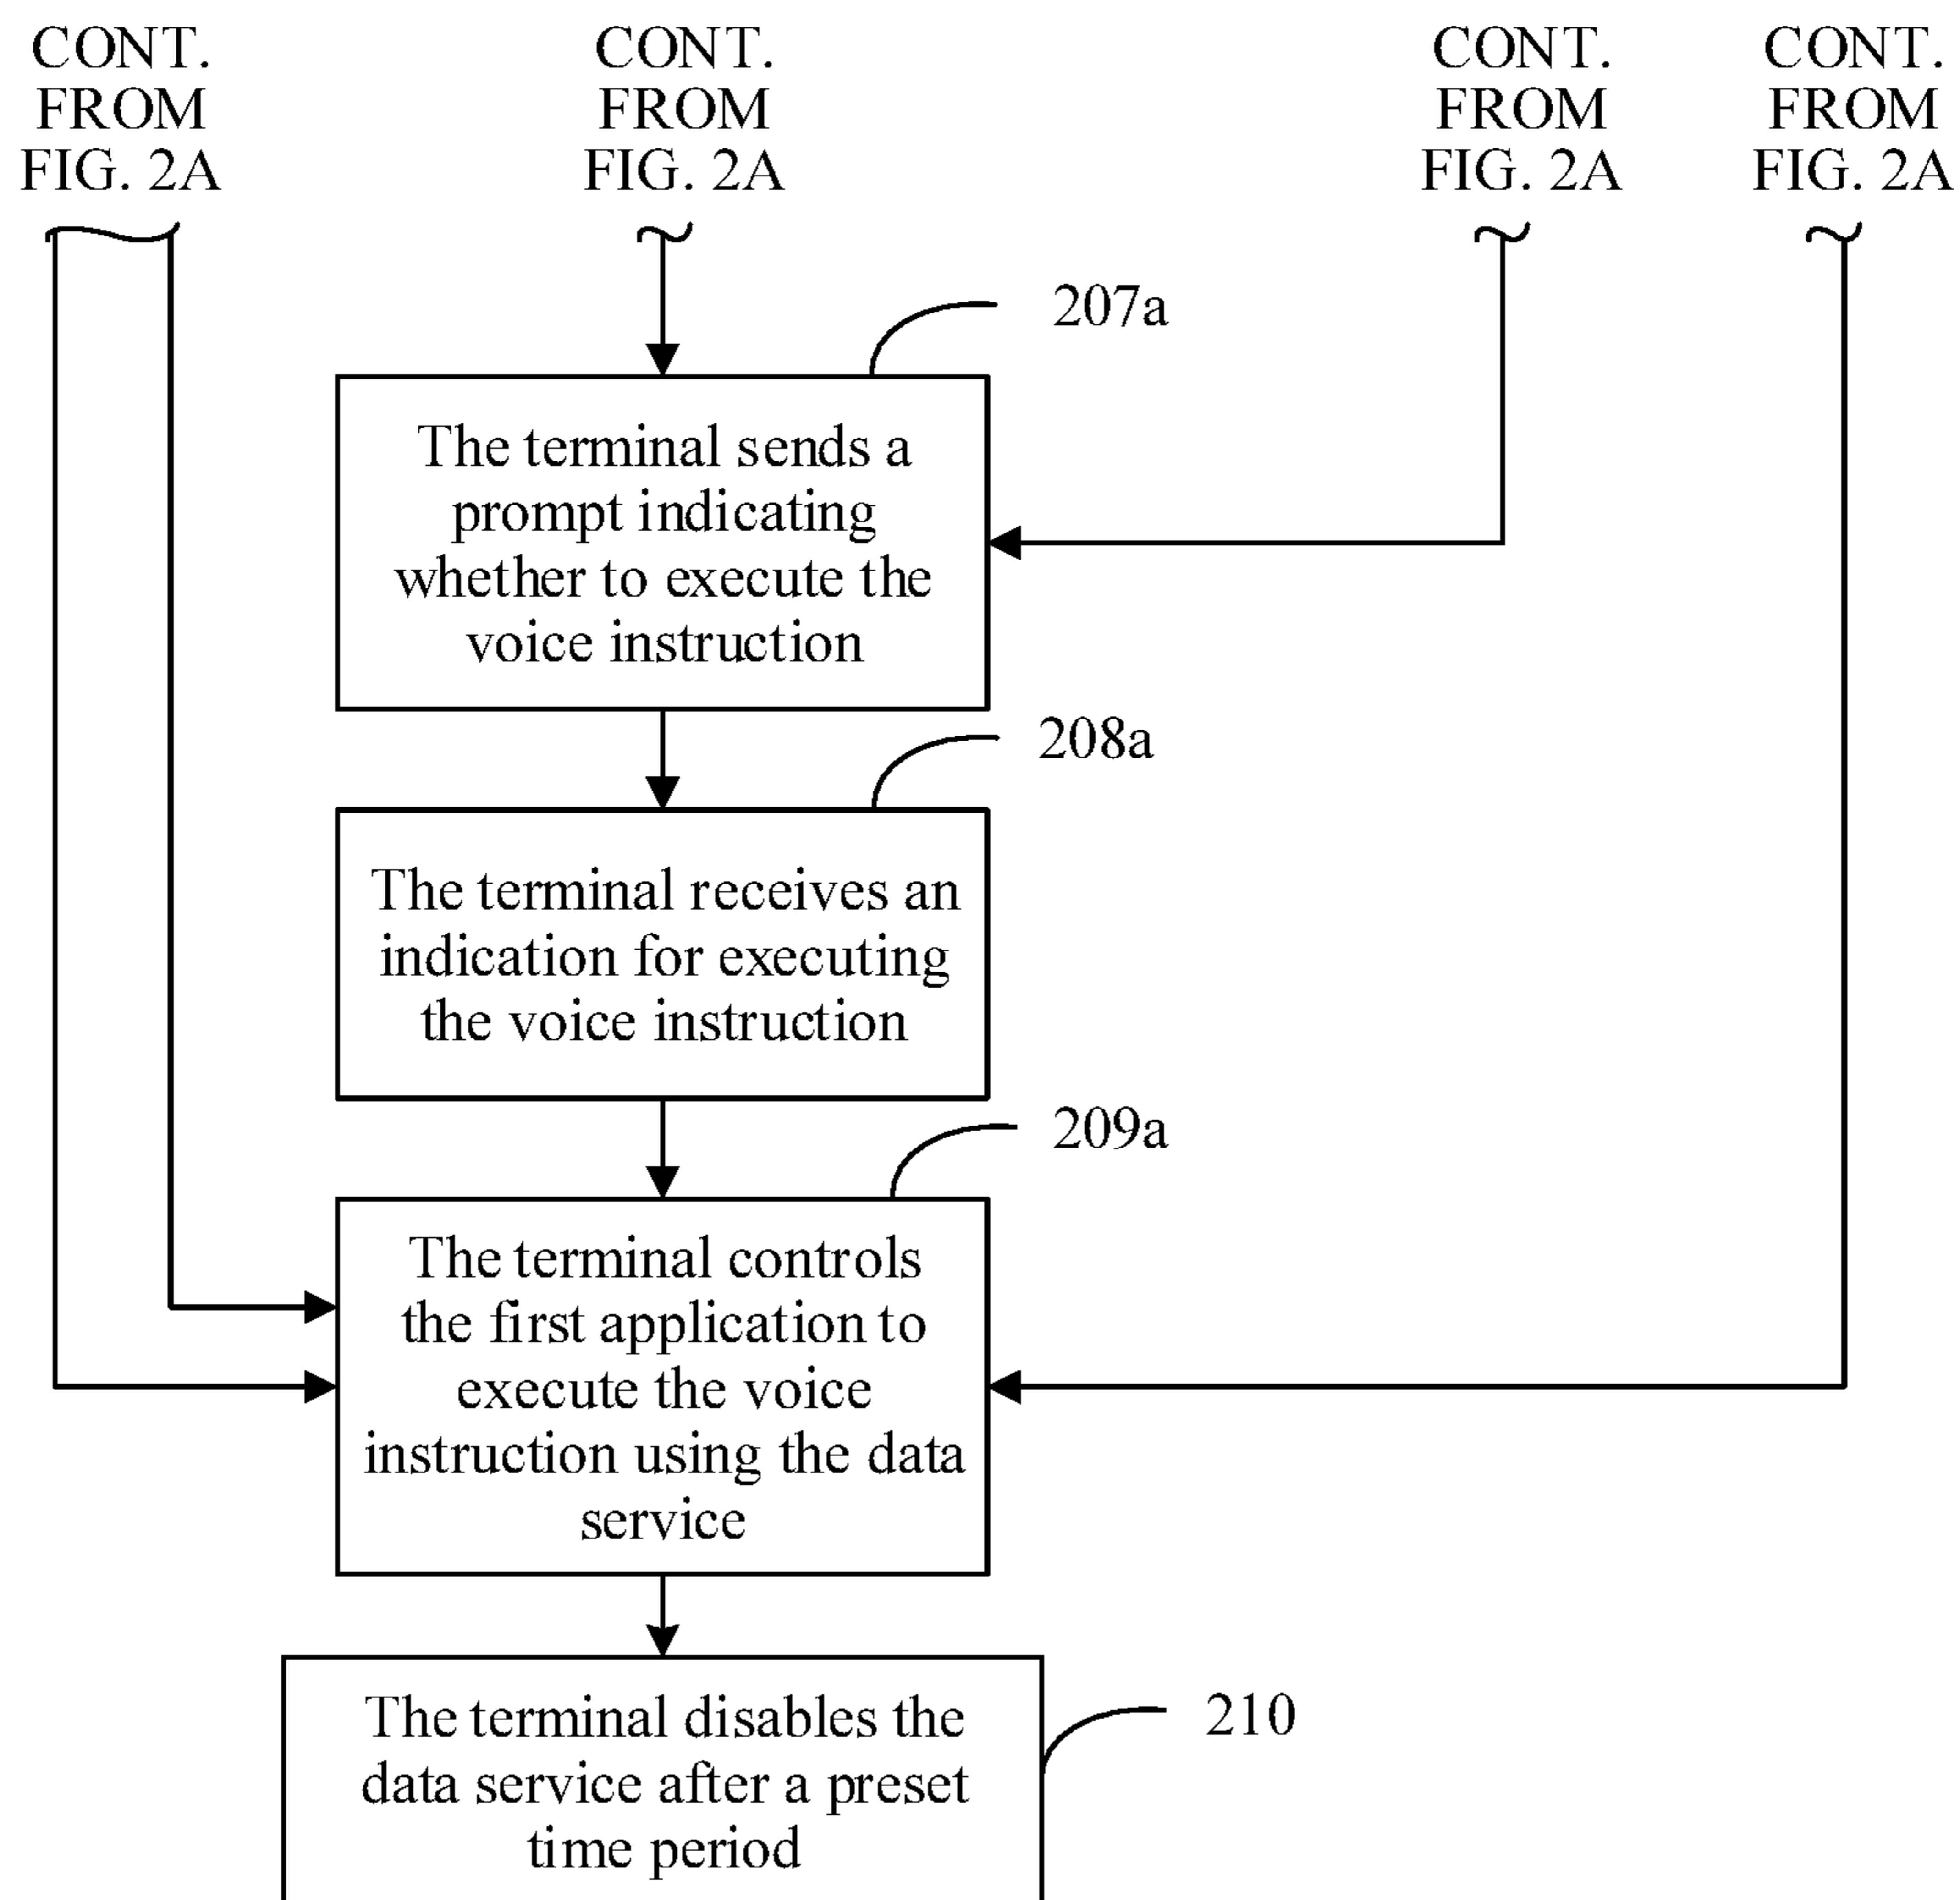 CONT.
FROM
FIG. 2A
CONT.
FROM
FIG. 2A
CONT.
FROM
FIG. 2A
CONT.
FROM
FIG. 2A
207a
The terminal sends a
prompt indicating
whether to execute the
voice instruction
208a
The terminal receives an
indication for executing
the voice instruction
209a
The terminal controls
the first application to
execute the voice
instruction using the data
service
210
The terminal disables the
data service after a preset
time period